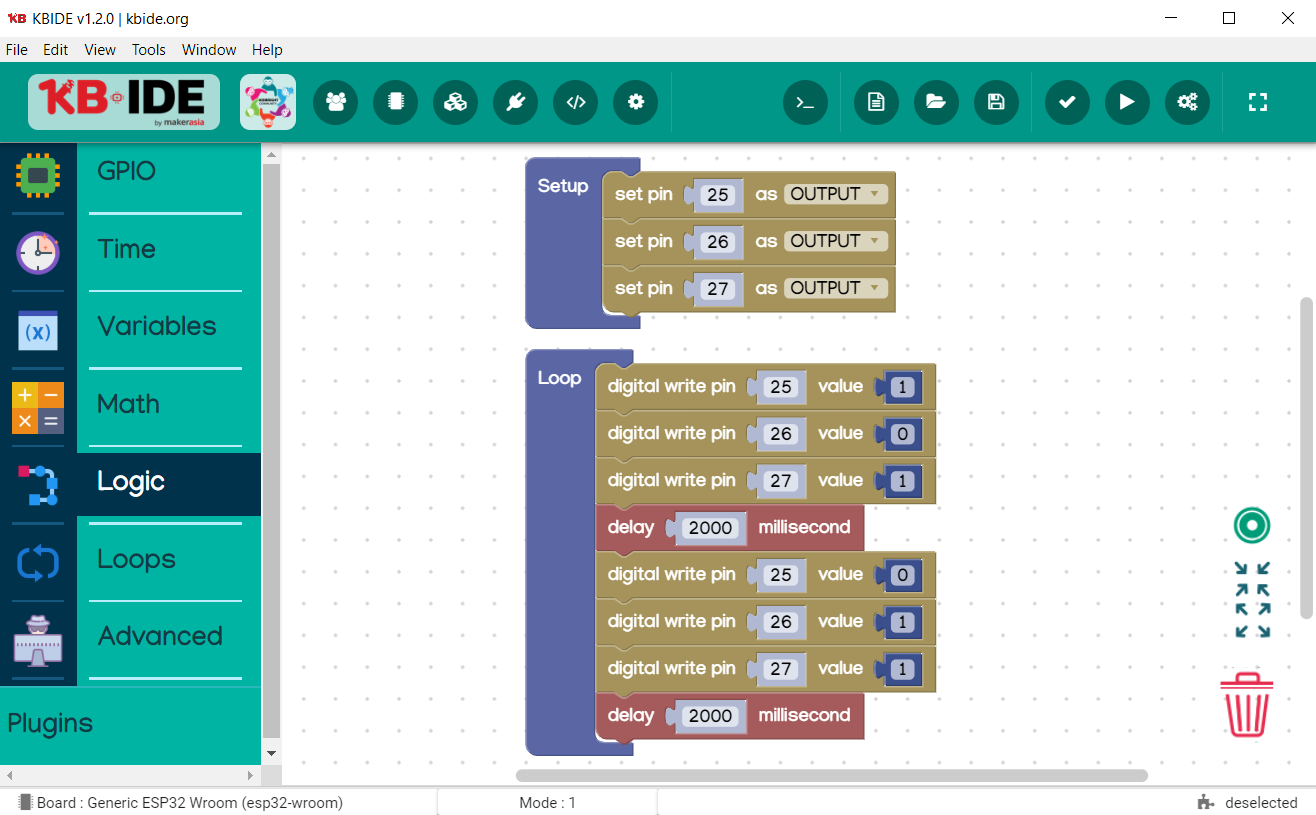 KB KBIDE v1.2.0 | kbide.org
File Edit View Tools Window Help
KB IDE
by makerasia
GPIO
Time
Variables
Math
Logic
Loops
Advanced
Plugins
Setup
set pin 25 as OUTPUT
set pin 26 as OUTPUT
set pin 27 as OUTPUT
Loop
digital write pin 25 value 1
digital write pin 26 value 0
digital write pin 27 value 1
delay 2000 millisecond
digital write pin 25 value 0
digital write pin 26 value 1
digital write pin 27 value 1
delay 2000 millisecond
Board : Generic ESP32 Wroom (esp32-wroom) Mode : 1 deselected